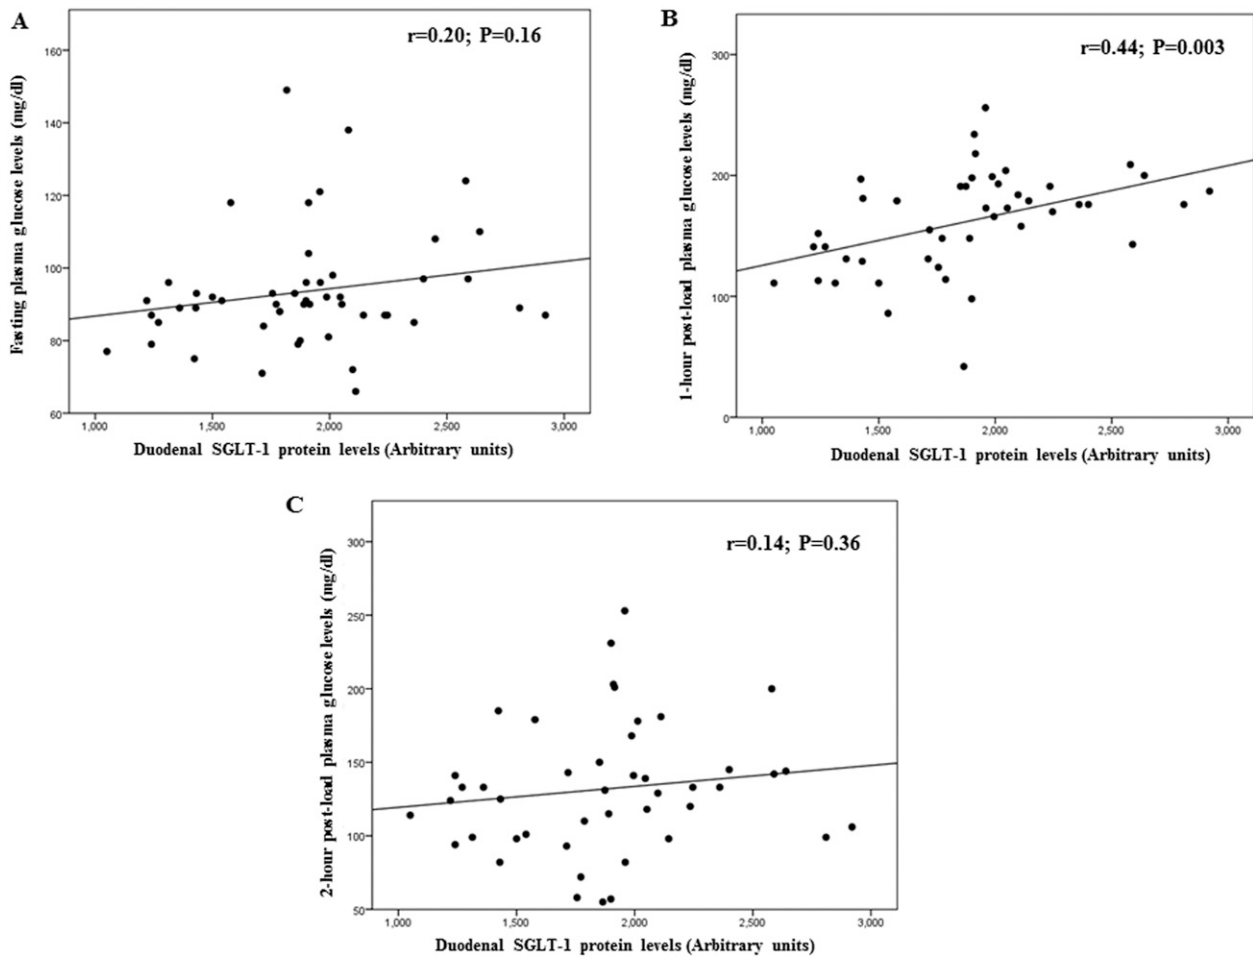 A
r=0.20; P=0.16
Fasting plasma glucose levels (mg/dl)
160
140
120
100
80
60
1,000 1,500 2,000 2,500 3,000
Duodenal SGLT-1 protein levels (Arbitrary units)
B
r=0.44; P=0.003
1-hour post-load plasma glucose levels (mg/dl)
300
200
100
0
1,000 1,500 2,000 2,500 3,000
Duodenal SGLT-1 protein levels (Arbitrary units)
C
r=0.14; P=0.36
2-hour post-load plasma glucose levels (mg/dl)
300
250
200
150
100
50
1,000 1,500 2,000 2,500 3,000
Duodenal SGLT-1 protein levels (Arbitrary units)